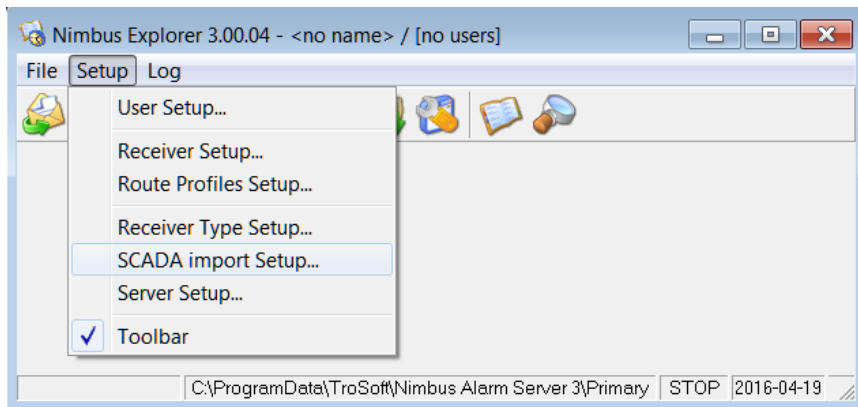 Nimbus Explorer 3.00.04 - <no name> / [no users]
File Setup Log
User Setup...
Receiver Setup...
Route Profiles Setup...
Receiver Type Setup...
SCADA import Setup...
Server Setup...
Toolbar
C:\ProgramData\TroSoft\Nimbus Alarm Server 3\Primary STOP 2016-04-19